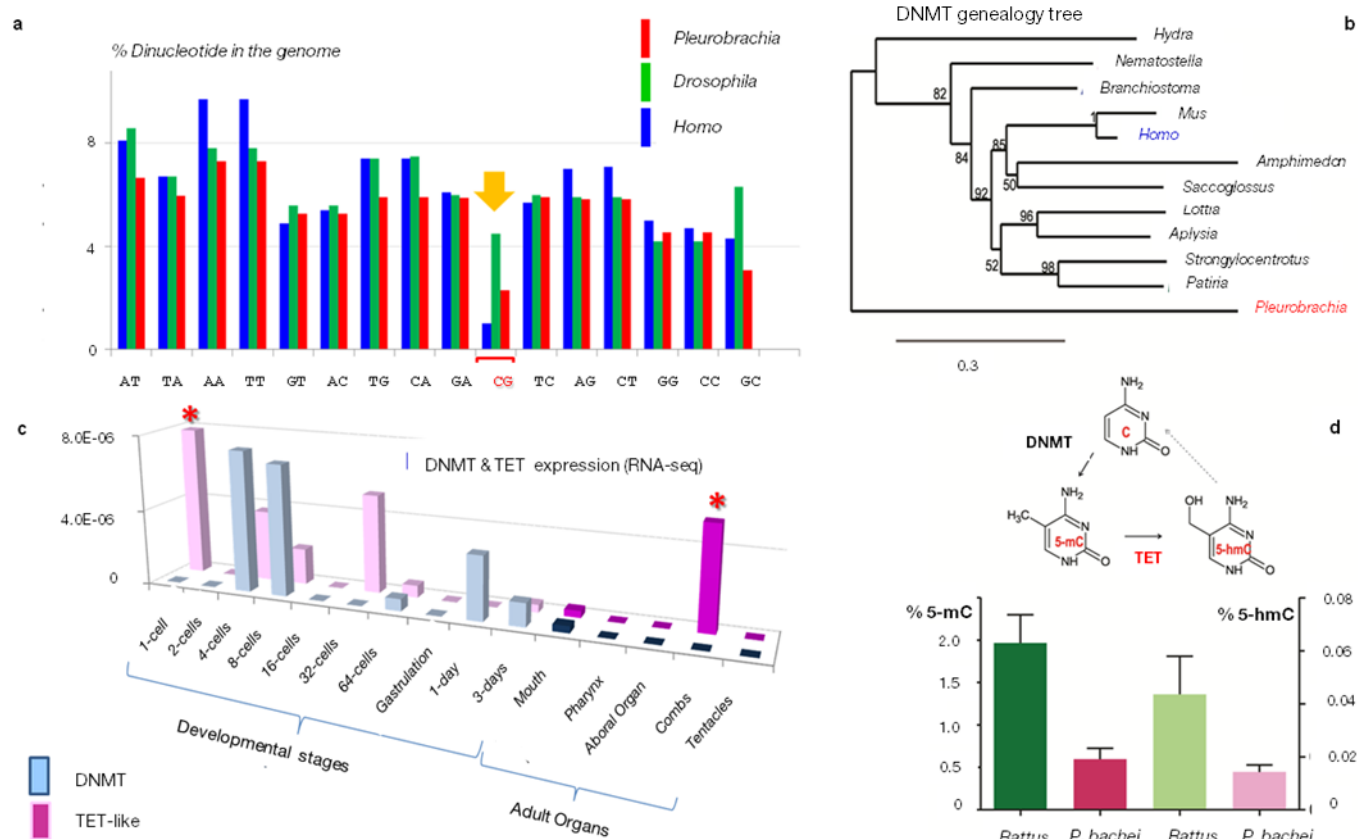 a
% Dinucleotide in the genome
Pleurobrachia
Drosophila
Homo
8
4
0
AT TA AA TT GT AC TG CA GA CG TC AG CT GG CC GC
DNMT genealogy tree
b
Hydra
Nematostella
82
Branchiostoma
Mus
1
Homo
84
85
Amphimedon
50
Saccoglossus
92
Lottia
96
Aplysia
Strongylocentrotus
52
98
Patiria
Pleurobrachia
0.3
c
8.0E-06
4.0E-06
0
DNMT & TET expression (RNA-seq)
*
*
1-cell
2-cells
4-cells
8-cells
16-cells
32-cells
64-cells
Gastrulation
1-day
3-days
Mouth
Pharynx
Aboral Organ
Combs
Tentacles
Developmental stages
Adult Organs
DNMT
TET-like
d
NH₂
N
C
NH
O
DNMT
NH₂
H₃C
N
5-mC
NH
O
TET
OH
NH₂
N
5-hmC
NH
O
% 5-mC
% 5-hmC
0.08
2.0
0.06
1.5
0.04
1.0
0.02
0.5
0
0
Rattus P. bachei Rattus P. bachei